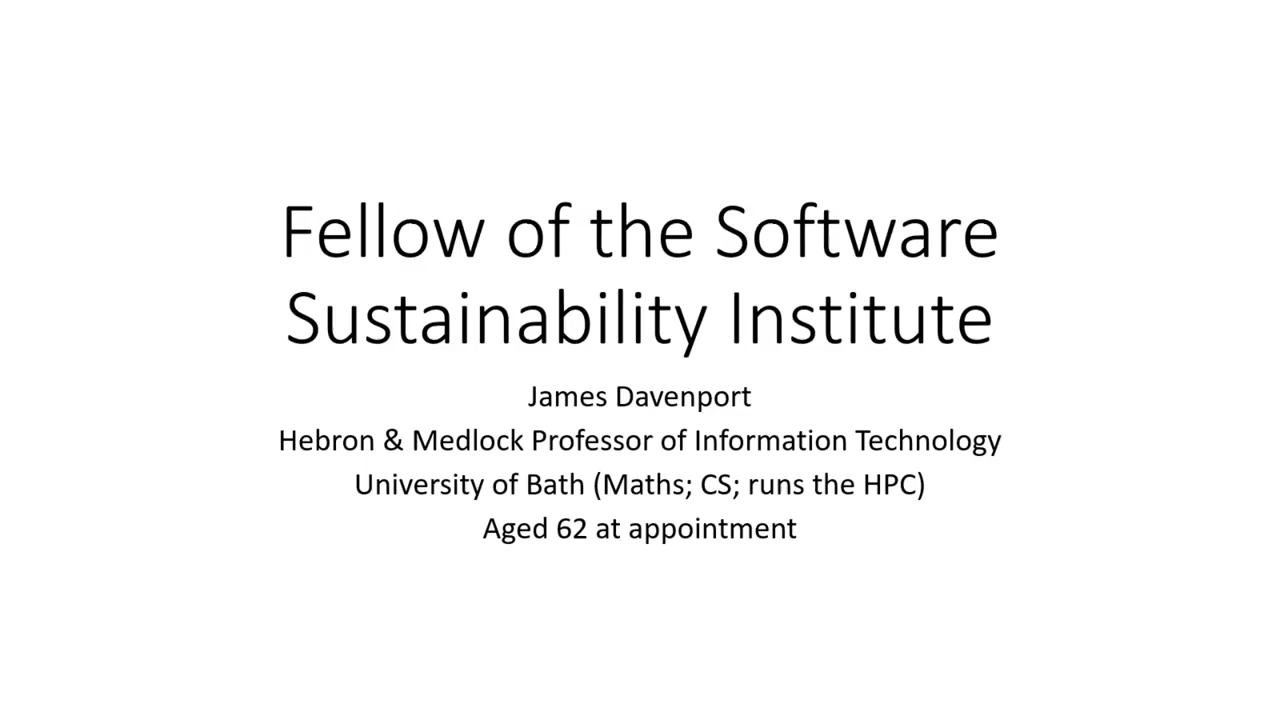 Fellow of the Software
Sustainability Institute
James Davenport
Hebron & Medlock Professor of Information Technology
University of Bath (Maths; CS; runs the HPC)
Aged 62 at appointment